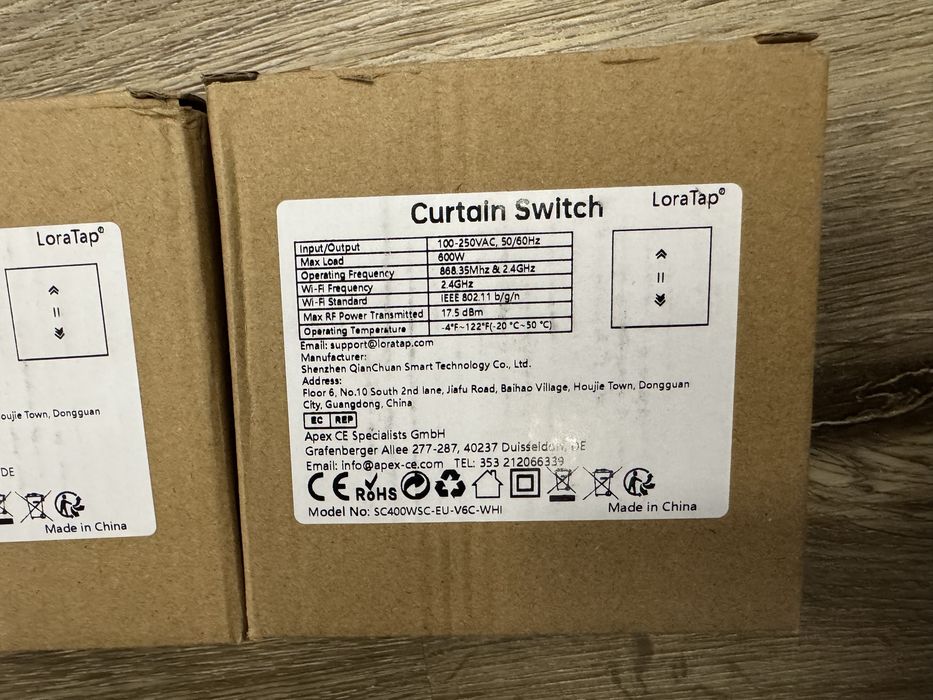 LoraTap®
oujie Town, Dongguan
DE
Made in China
Curtain Switch
LoraTap®
Input/Output 100-250VAC, 50/60Hz
Max Load 600W
Operating Frequency 868.35Mhz & 2.4GHz
Wi-Fi Frequency 2.4GHz
Wi-Fi Standard IEEE 802.11 b/g/n
Max RF Power Transmitted 17.5 dBm
Operating Temperature -4°F~122°F(-20 °C~50 °C)
Email: support@loratap.com
Manufacturer:
Shenzhen QianChuan Smart Technology Co., Ltd.
Address:
Floor 6, No.10 South 2nd lane, Jiafu Road, Baihao Village, Houjie Town, Dongguan
City, Guangdong, China
EC REP
Apex CE Specialists GmbH
Grafenberger Allee 277-287, 40237 DE
Email: info@apex-ce.com TEL: 353 212066339
CE RoHS
Model No: SC400WSC-EU-V6C-WHI
Made in China